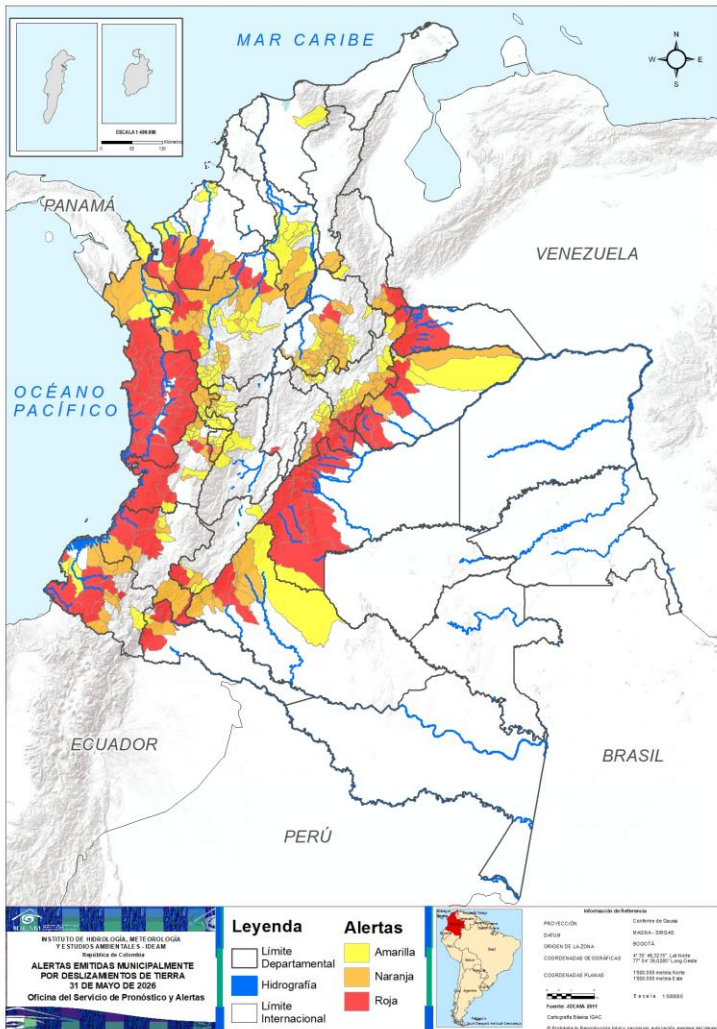 MAR CARIBE
N
W E
S
ESCALA 1:400.000
PANAMÁ
VENEZUELA
OCÉANO
PACÍFICO
ECUADOR
BRASIL
PERÚ
IDEAM
INSTITUTO DE HIDROLOGÍA, METEOROLOGÍA
Y ESTUDIOS AMBIENTALES - IDEAM
República de Colombia
ALERTAS EMITIDAS MUNICIPALMENTE
POR DESLIZAMIENTOS DE TIERRA
31 DE MAYO DE 2026
Oficina del Servicio de Pronóstico y Alertas
Leyenda
Límite
Departamental
Hidrografía
Límite
Internacional
Alertas
Amarilla
Naranja
Roja
Información de Referencia
PROYECCIÓN Conforme de Gauss
DATUM MAGNA - SIRGAS
ORIGEN DE LA ZONA BOGOTÁ
COORDENADAS GEOGRÁFICAS
COORDENADAS PLANAS
Fuente: IDEAM- 2011
Cartografía Básica IGAC